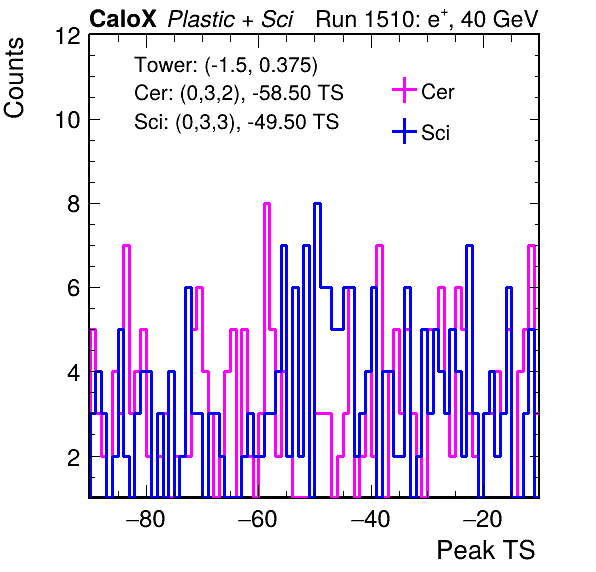 CaloX Plastic + Sci Run 1510: e+, 40 GeV
Counts
12
10
8
6
4
2
Tower: (-1.5, 0.375)
Cer: (0,3,2), -58.50 TS
Sci: (0,3,3), -49.50 TS
Cer
Sci
−80 −60 −40 −20
Peak TS